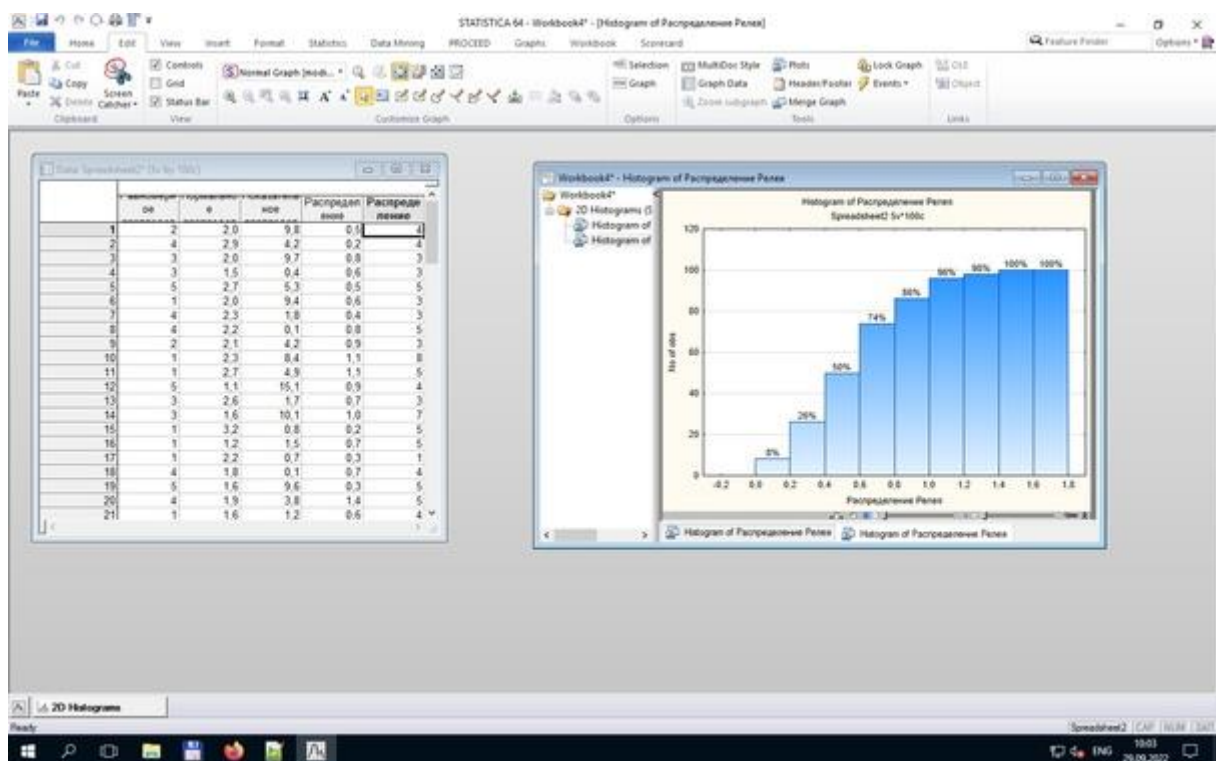 STATISTICA 64 - Workbook4* - [Histogram of Распределение Релея]
File Home Edit View Insert Format Statistics Data Mining PROCEED Graphs Workbook Scorecard Feature Finder Options
Paste
Cut
Copy
Delete
Screen Catcher
Clipboard
Controls
Grid
Status Bar
View
Normal Graph [modi...
Customize Graph
Selection
Graph
Options
MultiDoc Style
Graph Data
Zoom subgraph
Plots
Header/Footer
Merge Graph
Lock Graph
Events
Tools
Object
Links
Data Spreadsheet2* (5v by 100c)
ре е ное Распределение Распределение
1 2 2,0 9,8 0,5 4
2 4 2,9 4,2 0,2 4
3 3 2,0 9,7 0,8 3
4 3 1,5 0,4 0,6 3
5 5 2,7 0,5 5
6 1 2,0 9,4 0,6 3
7 4 2,3 1,8 0,4 3
8 4 2,2 0,1 0,8 5
9 2 2,1 4,2 0,9 3
10 1 2,3 8,4 1,1 8
11 1 2,7 4,9 1,1 5
12 5 1,1 15,1 0,9 4
13 3 2,6 1,7 0,7 3
14 3 1,6 10,1 1,0 7
15 1 3,2 0,8 0,2 5
16 1 1,2 1,5 0,7 5
17 1 2,2 0,7 0,3 1
18 4 1,8 0,1 0,7 4
19 5 1,6 9,6 0,3 5
20 4 1,9 3,8 1,4 5
21 1 1,6 1,2 0,6 4
Workbook4* - Histogram of Распределение Релея
Workbook4*
2D Histograms (S
Histogram of
Histogram of
Histogram of Распределение Релея
Spreadsheet2 5v*100c
120
100
80
60
40
20
0
No of obs
8% 26% 50% 74% 86% 96% 98% 100% 100%
-0,2 0,0 0,2 0,4 0,6 0,8 1,0 1,2 1,4 1,6 1,8
Распределение Релея
Histogram of Распределение Релея Histogram of Распределение Релея
2D Histograms
Ready
Spreadsheet2 CAP NUM
ENG 10:03
29.09.2022